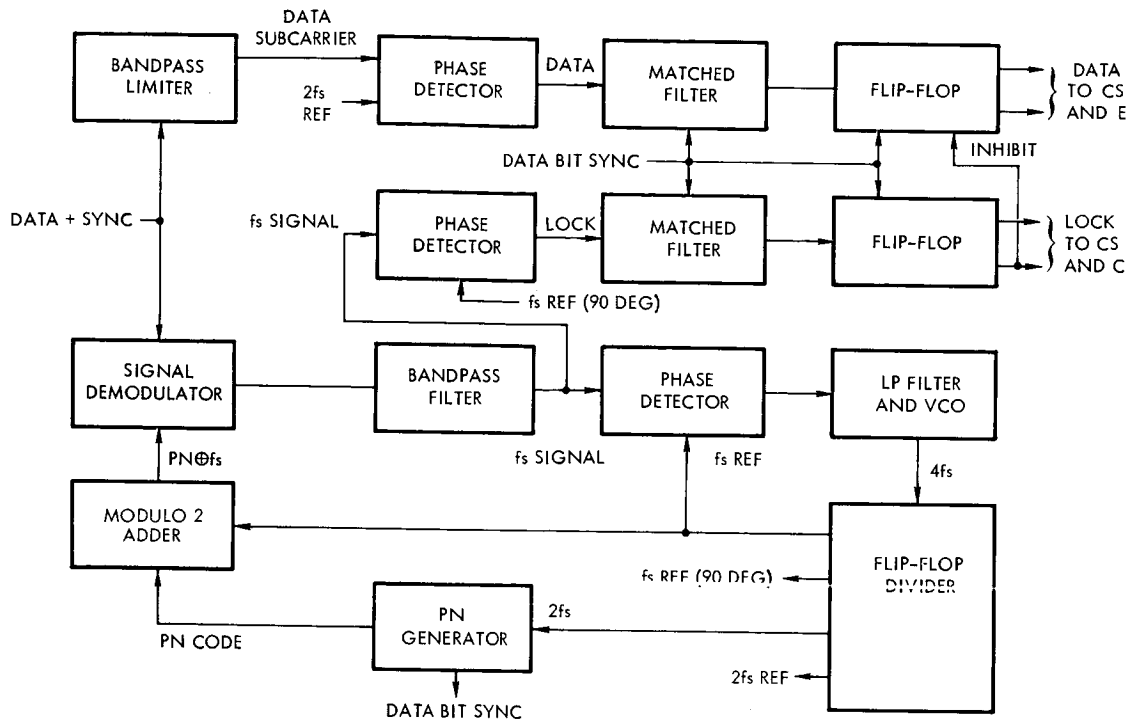 DATA
SUBCARRIER
BANDPASS
LIMITER
PHASE
DETECTOR
DATA
MATCHED
FILTER
FLIP-FLOP
DATA
TO CS
AND E
2fs
REF
DATA BIT SYNC
INHIBIT
DATA + SYNC
fs SIGNAL
PHASE
DETECTOR
LOCK
MATCHED
FILTER
FLIP-FLOP
LOCK
TO CS
AND C
fs REF (90 DEG)
SIGNAL
DEMODULATOR
BANDPASS
FILTER
PHASE
DETECTOR
LP FILTER
AND VCO
PN⊕fs
fs SIGNAL
fs REF
4fs
MODULO 2
ADDER
fs REF (90 DEG)
FLIP-FLOP
DIVIDER
PN CODE
PN
GENERATOR
2fs
2fs REF
DATA BIT SYNC